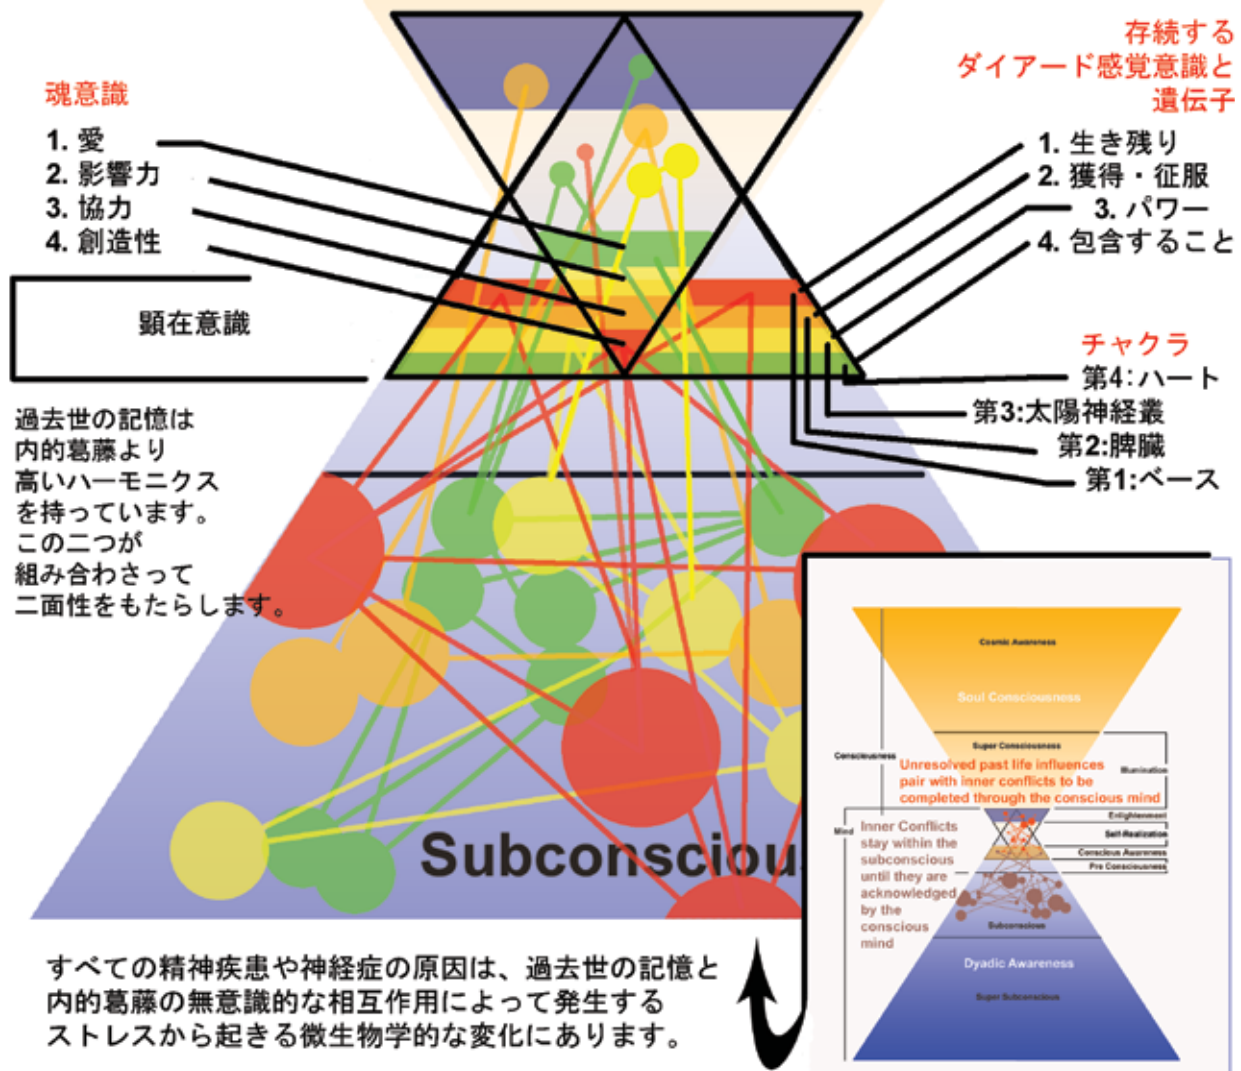 魂意識
1. 愛
2. 影響力
3. 協力
4. 創造性
存続する
ダイアード感覚意識と
遺伝子
1. 生き残り
2. 獲得・征服
3. パワー
4. 包含すること
顕在意識
チャクラ
第4:ハート
第3:太陽神経叢
第2:脾臓
第1:ベース
過去世の記憶は
内的葛藤より
高いハーモニクス
を持っています。
この二つが
組み合わさって
二面性をもたらします。
Subconsciou
すべての精神疾患や神経症の原因は、過去世の記憶と
内的葛藤の無意識的な相互作用によって発生する
ストレスから起きる微生物学的な変化にあります。
Cosmic Awareness
Soul Consciousness
Super Consciousness
Consciousness
Unresolved past life influences
pair with inner conflicts to be
completed through the conscious mind
Illumination
Enlightenment
Mind
Self-Realization
Conscious Awareness
Pre Consciousness
Inner Conflicts
stay within the
subconscious
until they are
acknowledged
by the
conscious
mind
Subconscious
Dyadic Awareness
Super Subconscious